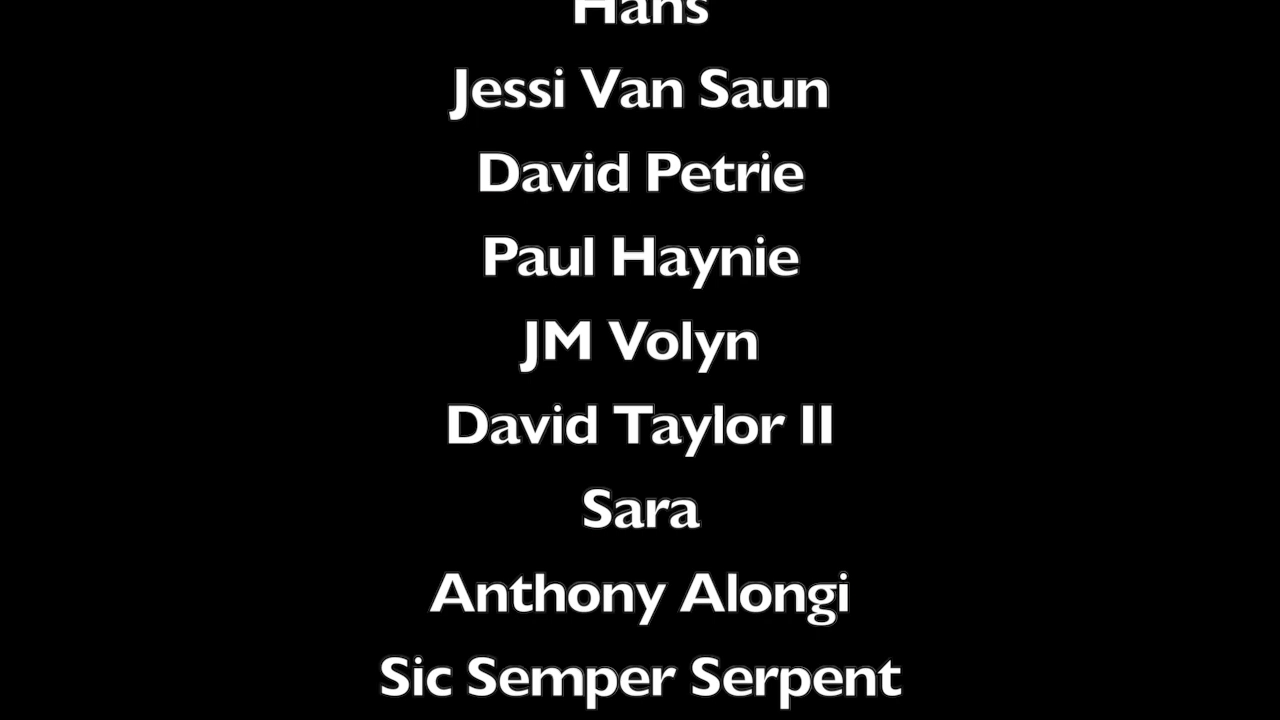 Hans
Jessi Van Saun
David Petrie
Paul Haynie
JM Volyn
David Taylor II
Sara
Anthony Alongi
Sic Semper Serpent